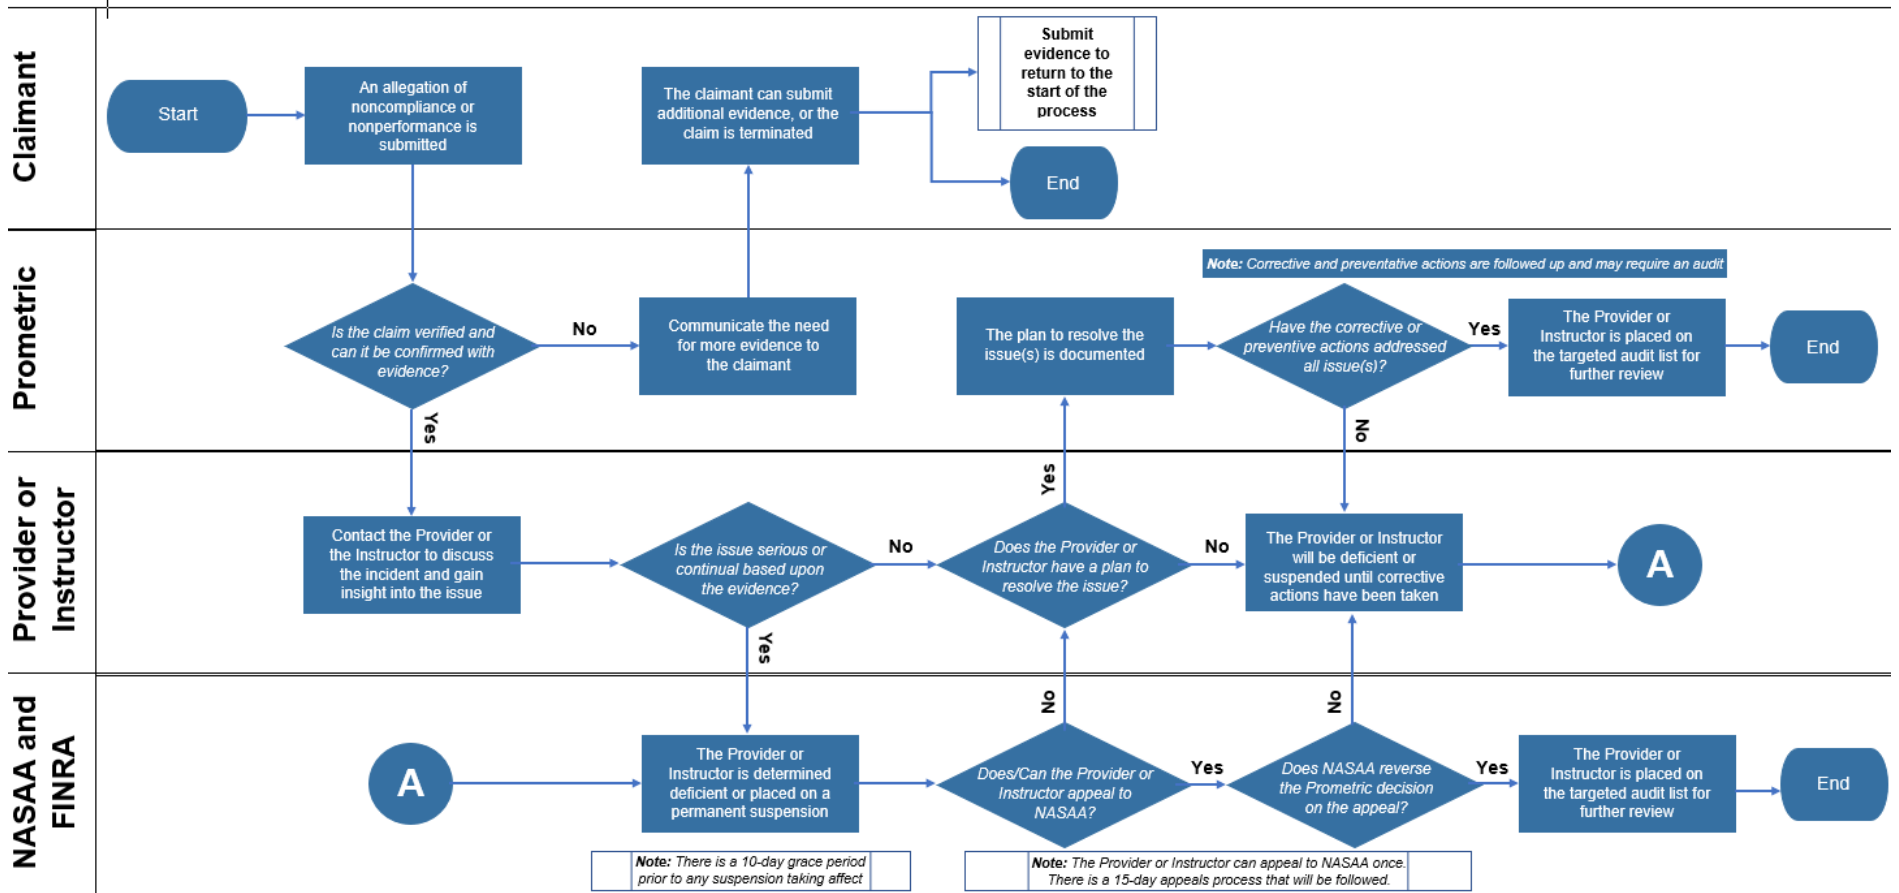 Claimant
Start
An allegation of
noncompliance or
nonperformance is
submitted
The claimant can submit
additional evidence, or the
claim is terminated
Submit
evidence to
return to the
start of the
process
End
Prometric
Is the claim verified and
can it be confirmed with
evidence?
No
Yes
Communicate the need
for more evidence to
the claimant
The plan to resolve the
issue(s) is documented
Note: Corrective and preventative actions are followed up and may require an audit
Have the corrective or
preventive actions addressed
all issue(s)?
Yes
No
The Provider or
Instructor is placed on
the targeted audit list for
further review
End
Provider or
Instructor
Contact the Provider or
the Instructor to discuss
the incident and gain
insight into the issue
Is the issue serious or
continual based upon
the evidence?
No
Yes
Does the Provider or
Instructor have a plan to
resolve the issue?
Yes
No
The Provider or Instructor
will be deficient or
suspended until corrective
actions have been taken
A
NASAA and
FINRA
A
The Provider or
Instructor is determined
deficient or placed on a
permanent suspension
Note: There is a 10-day grace period
prior to any suspension taking affect
Does/Can the Provider or
Instructor appeal to
NASAA?
No
Yes
Note: The Provider or Instructor can appeal to NASAA once.
There is a 15-day appeals process that will be followed.
Does NASAA reverse
the Prometric decision
on the appeal?
No
Yes
The Provider or
Instructor is placed on
the targeted audit list for
further review
End